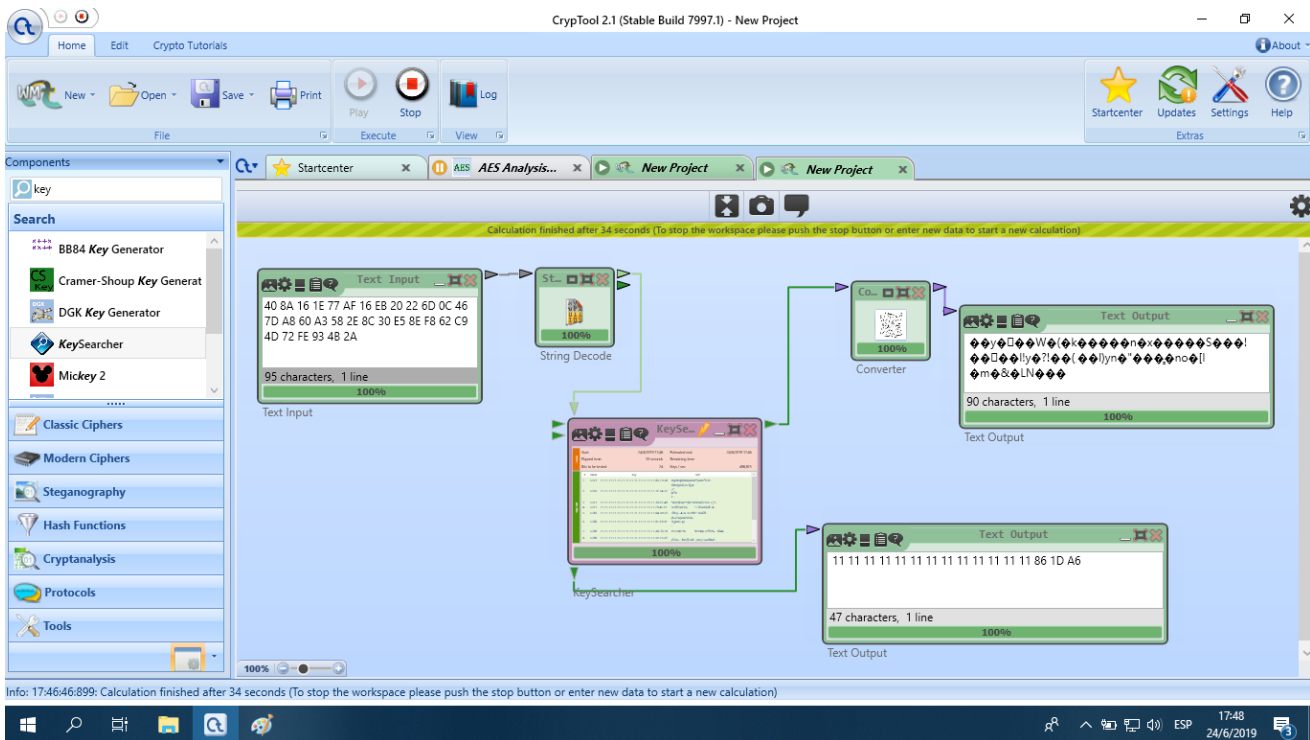 CrypTool 2.1 (Stable Build 7997.1) - New Project
Home Edit Crypto Tutorials About
New Open Save Print Play Stop Log Startcenter Updates Settings Help
File Execute View Extras
Components
Startcenter AES AES Analysis... New Project New Project
key
Search
BB84 Key Generator
Cramer-Shoup Key Generat
DGK Key Generator
KeySearcher
Mickey 2
Classic Ciphers
Modern Ciphers
Steganography
Hash Functions
Cryptanalysis
Protocols
Tools
Calculation finished after 34 seconds (To stop the workspace please push the stop button or enter new data to start a new calculation)
Text Input
40 8A 16 1E 77 AF 16 EB 20 22 6D 0C 46
7D A8 60 A3 58 2E 8C 30 E5 8E F8 62 C9
4D 72 FE 93 4B 2A
95 characters, 1 line
100%
Text Input
St...
100%
String Decode
Co...
100%
Converter
Text Output
90 characters, 1 line
100%
Text Output
KeySe...
100%
KeySearcher
Text Output
11 11 11 11 11 11 11 11 11 11 11 11 11 86 1D A6
47 characters, 1 line
100%
Text Output
100%
Info: 17:46:46:899: Calculation finished after 34 seconds (To stop the workspace please push the stop button or enter new data to start a new calculation)
ESP 17:48
24/6/2019
3